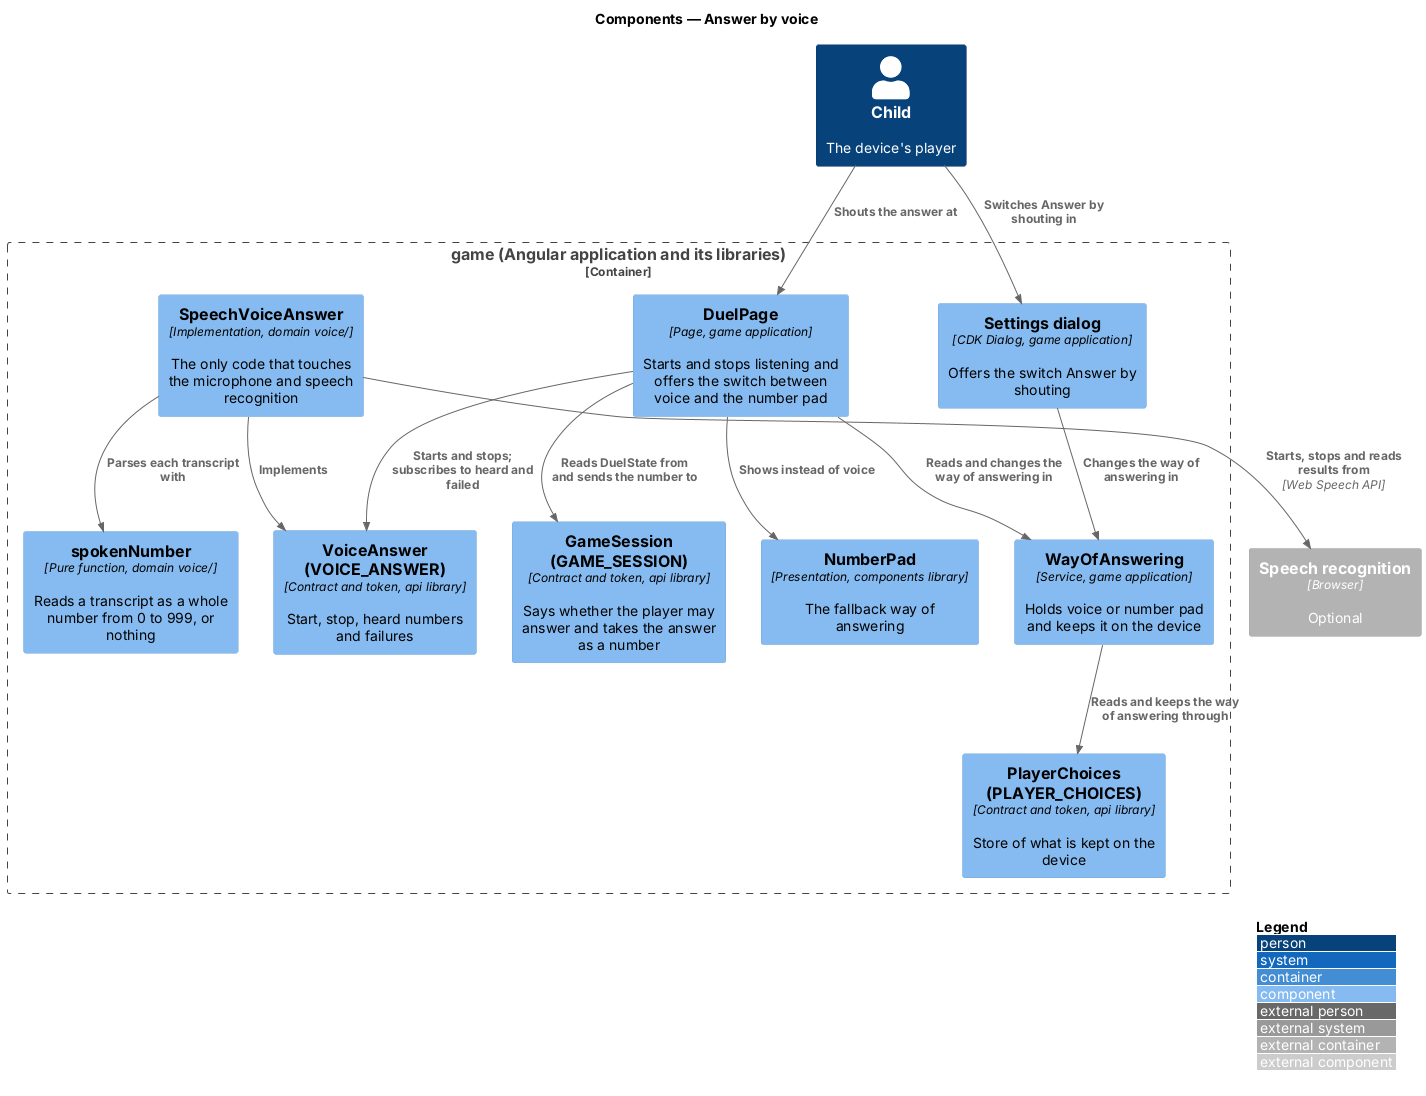 Components — Answer by voice
Child
The device's player
Shouts the answer at
Switches Answer by
shouting in
game (Angular application and its libraries)
[Container]
SpeechVoiceAnswer
[Implementation, domain voice/]
The only code that touches
the microphone and speech
recognition
DuelPage
[Page, game application]
Starts and stops listening and
offers the switch between
voice and the number pad
Settings dialog
[CDK Dialog, game application]
Offers the switch Answer by
shouting
Parses each transcript
with
Implements
Starts and stops;
subscribes to heard and
failed
Reads DuelState from
and sends the number to
Shows instead of voice
Reads and changes the
way of answering in
Changes the way of
answering in
Starts, stops and reads
results from
[Web Speech API]
spokenNumber
[Pure function, domain voice/]
Reads a transcript as a whole
number from 0 to 999, or
nothing
VoiceAnswer
(VOICE_ANSWER)
[Contract and token, api library]
Start, stop, heard numbers
and failures
GameSession
(GAME_SESSION)
[Contract and token, api library]
Says whether the player may
answer and takes the answer
as a number
NumberPad
[Presentation, components library]
The fallback way of
answering
WayOfAnswering
[Service, game application]
Holds voice or number pad
and keeps it on the device
Speech recognition
[Browser]
Optional
Reads and keeps the way
of answering through
PlayerChoices
(PLAYER_CHOICES)
[Contract and token, api library]
Store of what is kept on the
device
Legend
person
system
container
component
external person
external system
external container
external component